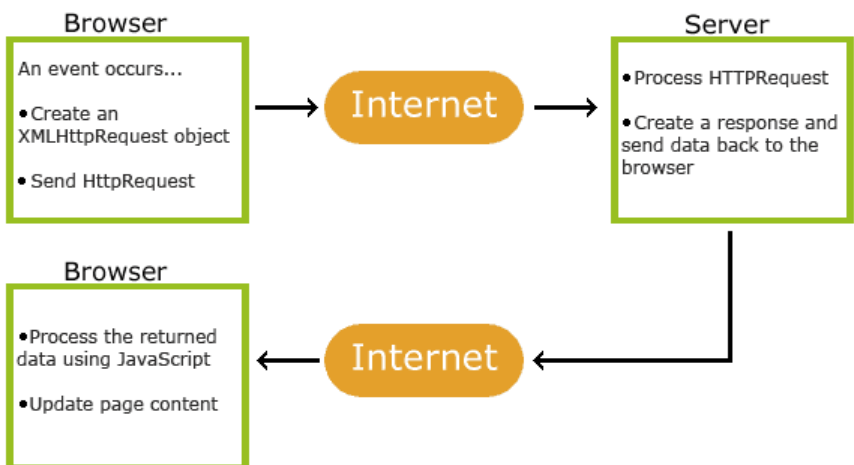 Browser
An event occurs...
•Create an
XMLHttpRequest object
•Send HttpRequest
Internet
Server
•Process HTTPRequest
•Create a response and
send data back to the
browser
Browser
•Process the returned
data using JavaScript
•Update page content
Internet